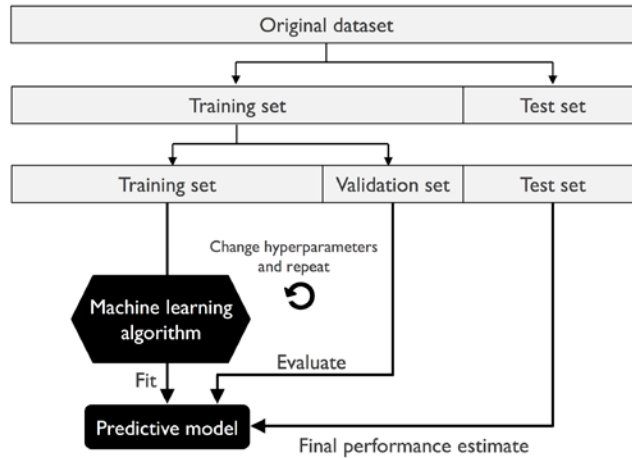 Original dataset
Training set
Test set
Training set
Validation set
Test set
Change hyperparameters
and repeat
Machine learning
algorithm
Evaluate
Fit
Predictive model
Final performance estimate